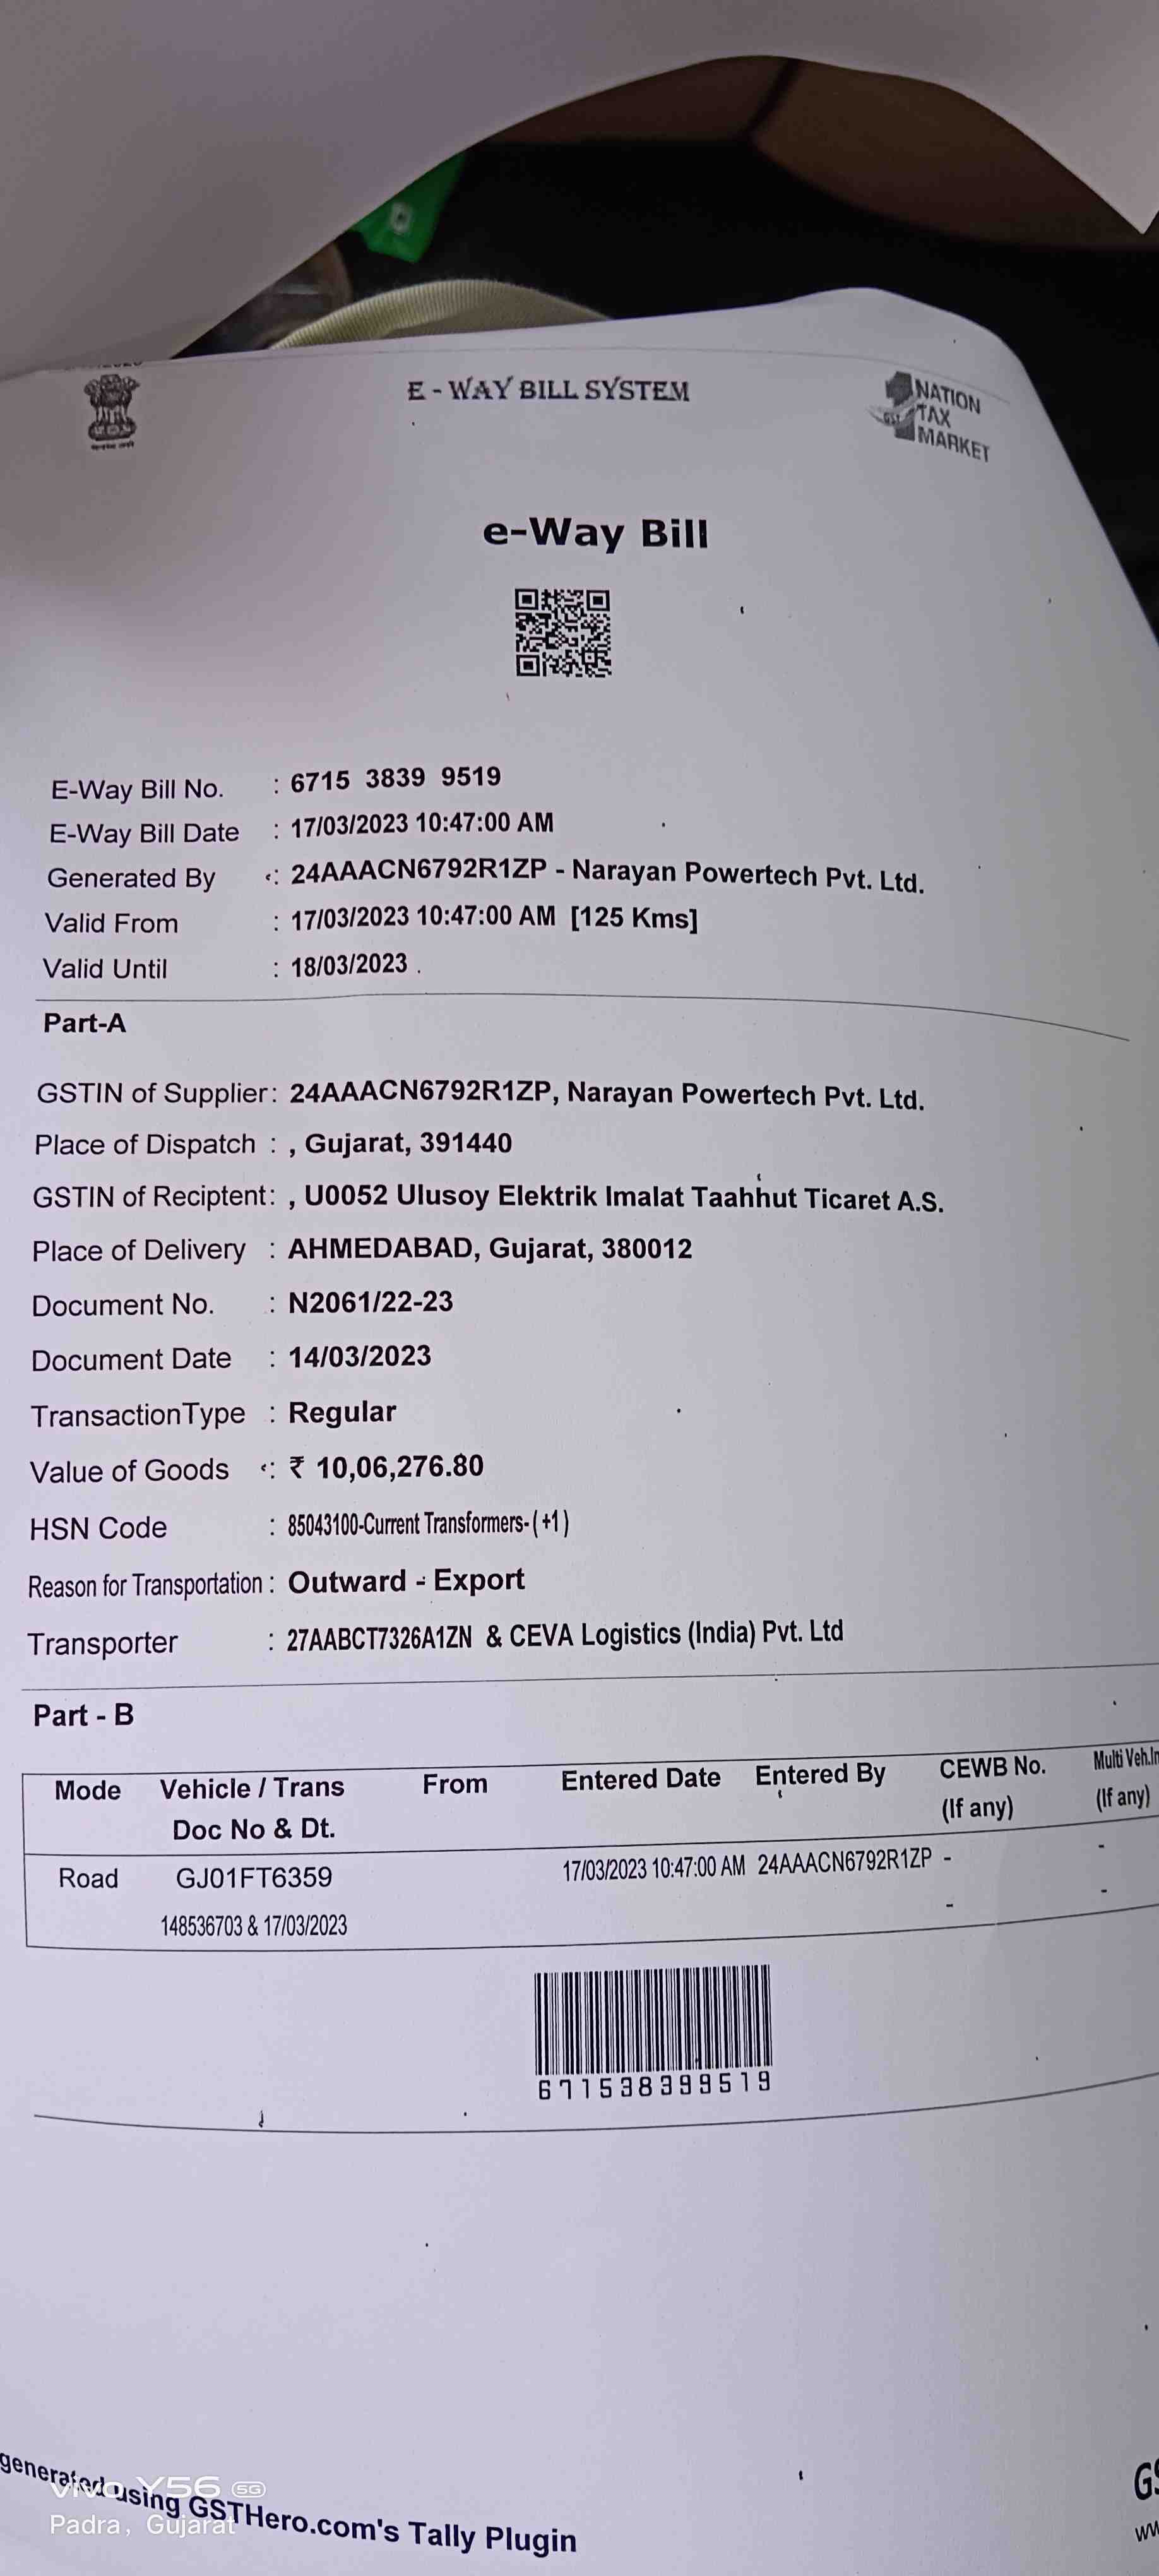 E - WAY BILL SYSTEM
NATION
GST TAX
MARKET
e-Way Bill
E-Way Bill No. : 6715 3839 9519
E-Way Bill Date : 17/03/2023 10:47:00 AM
Generated By : 24AAACN6792R1ZP - Narayan Powertech Pvt. Ltd.
Valid From : 17/03/2023 10:47:00 AM [125 Kms]
Valid Until : 18/03/2023
Part-A
GSTIN of Supplier: 24AAACN6792R1ZP, Narayan Powertech Pvt. Ltd.
Place of Dispatch : , Gujarat, 391440
GSTIN of Reciptent: , U0052 Ulusoy Elektrik Imalat Taahhut Ticaret A.S.
Place of Delivery : AHMEDABAD, Gujarat, 380012
Document No. : N2061/22-23
Document Date : 14/03/2023
TransactionType : Regular
Value of Goods : ₹ 10,06,276.80
HSN Code : 85043100-Current Transformers-(+1)
Reason for Transportation : Outward - Export
Transporter : 27AABCT7326A1ZN & CEVA Logistics (India) Pvt. Ltd
Part - B
Mode Vehicle / Trans From Entered Date Entered By CEWB No. Multi Veh.
Doc No & Dt. (If any) (If any)
Road GJ01FT6359 17/03/2023 10:47:00 AM 24AAACN6792R1ZP - -
148536703 & 17/03/2023 - -
671538399519
generated using GSTHero.com's Tally Plugin
vivo Y56 5G
Padra, Gujarat